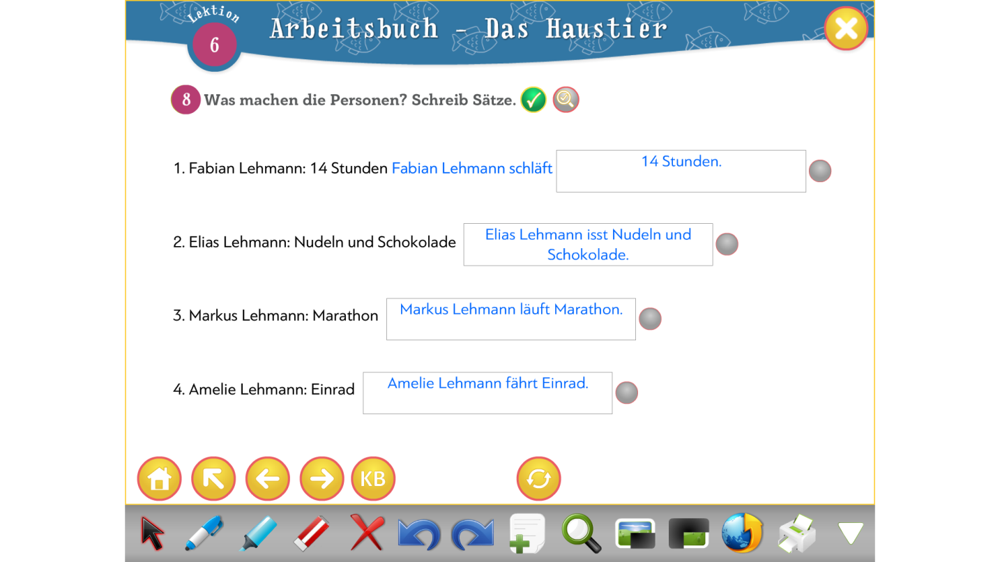 Lektion
6
Arbeitsbuch – Das Haustier
8 Was machen die Personen? Schreib Sätze.
1. Fabian Lehmann: 14 Stunden Fabian Lehmann schläft 14 Stunden.
2. Elias Lehmann: Nudeln und Schokolade Elias Lehmann isst Nudeln und
Schokolade.
3. Markus Lehmann: Marathon Markus Lehmann läuft Marathon.
4. Amelie Lehmann: Einrad Amelie Lehmann fährt Einrad.
KB